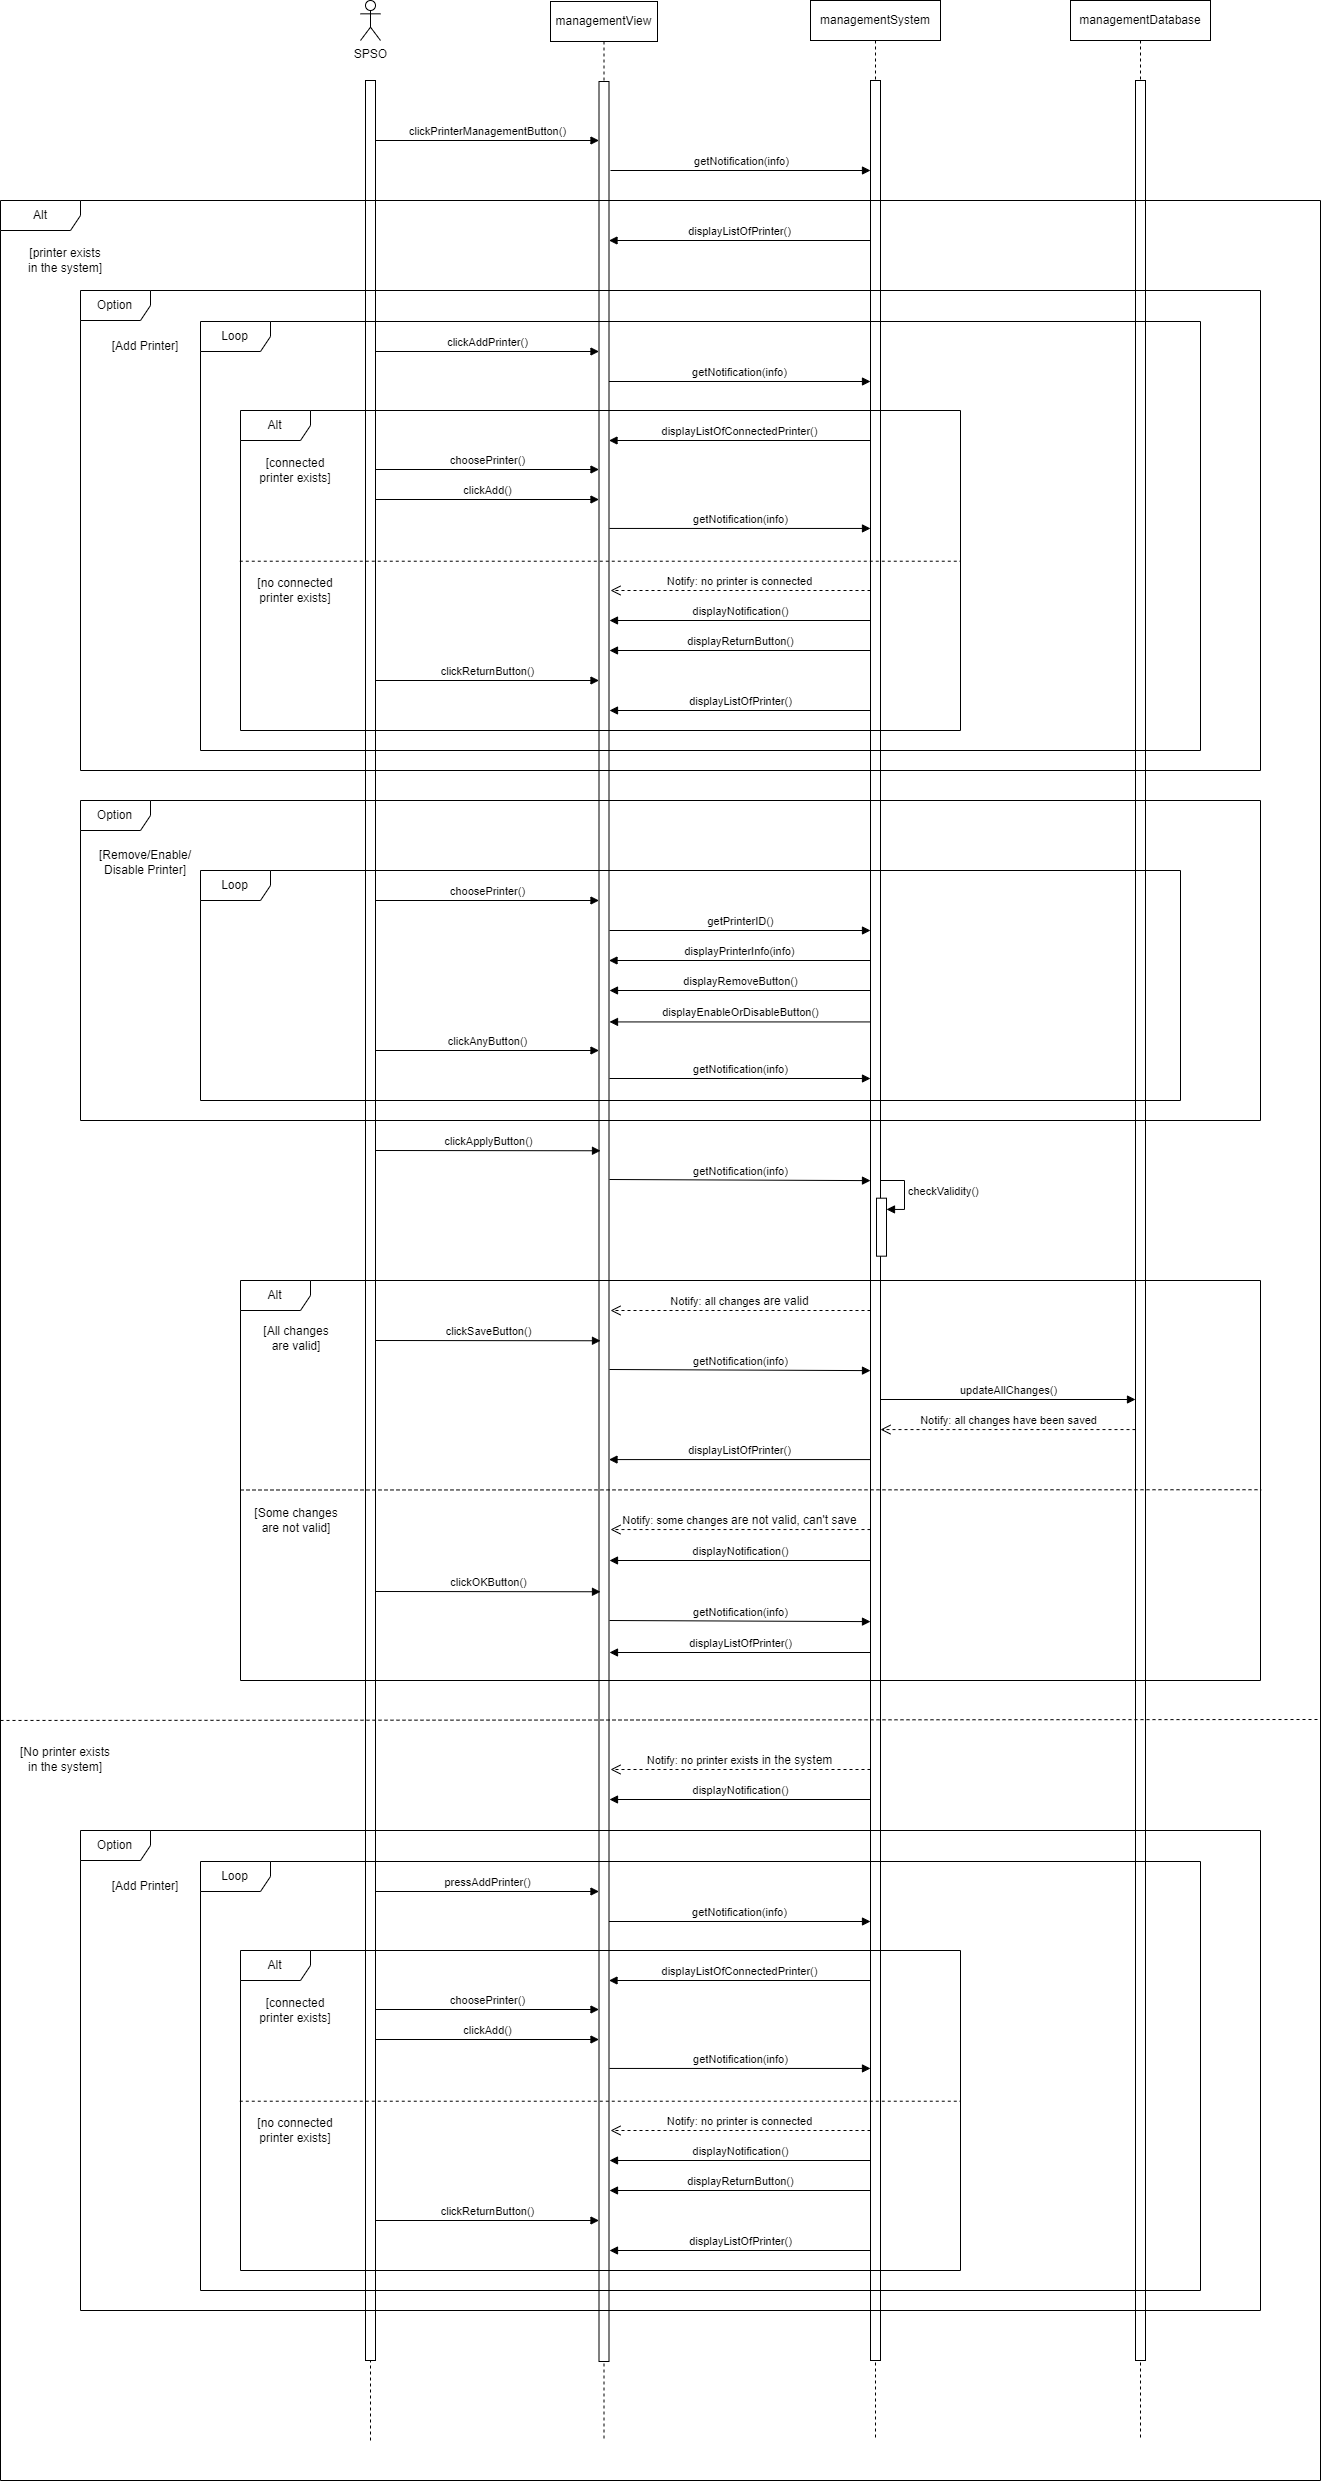 SPSO
managementView
managementSystem
managementDatabase
clickPrinterManagementButton()
getNotification(info)
Alt
displayListOfPrinter()
[printer exists
in the system]
Option
[Add Printer]
Loop
clickAddPrinter()
getNotification(info)
Alt
displayListOfConnectedPrinter()
[connected
printer exists]
choosePrinter()
clickAdd()
getNotification(info)
[no connected
printer exists]
Notify: no printer is connected
displayNotification()
displayReturnButton()
clickReturnButton()
displayListOfPrinter()
Option
[Remove/Enable/
Disable Printer]
Loop
choosePrinter()
getPrinterID()
displayPrinterInfo(info)
displayRemoveButton()
displayEnableOrDisableButton()
clickAnyButton()
getNotification(info)
clickApplyButton()
getNotification(info)
checkValidity()
Alt
Notify: all changes are valid
[All changes
are valid]
clickSaveButton()
getNotification(info)
updateAllChanges()
Notify: all changes have been saved
displayListOfPrinter()
[Some changes
are not valid]
Notify: some changes are not valid, can't save
displayNotification()
clickOKButton()
getNotification(info)
displayListOfPrinter()
[No printer exists
in the system]
Notify: no printer exists in the system
displayNotification()
Option
[Add Printer]
Loop
pressAddPrinter()
getNotification(info)
Alt
displayListOfConnectedPrinter()
[connected
printer exists]
choosePrinter()
clickAdd()
getNotification(info)
[no connected
printer exists]
Notify: no printer is connected
displayNotification()
displayReturnButton()
clickReturnButton()
displayListOfPrinter()